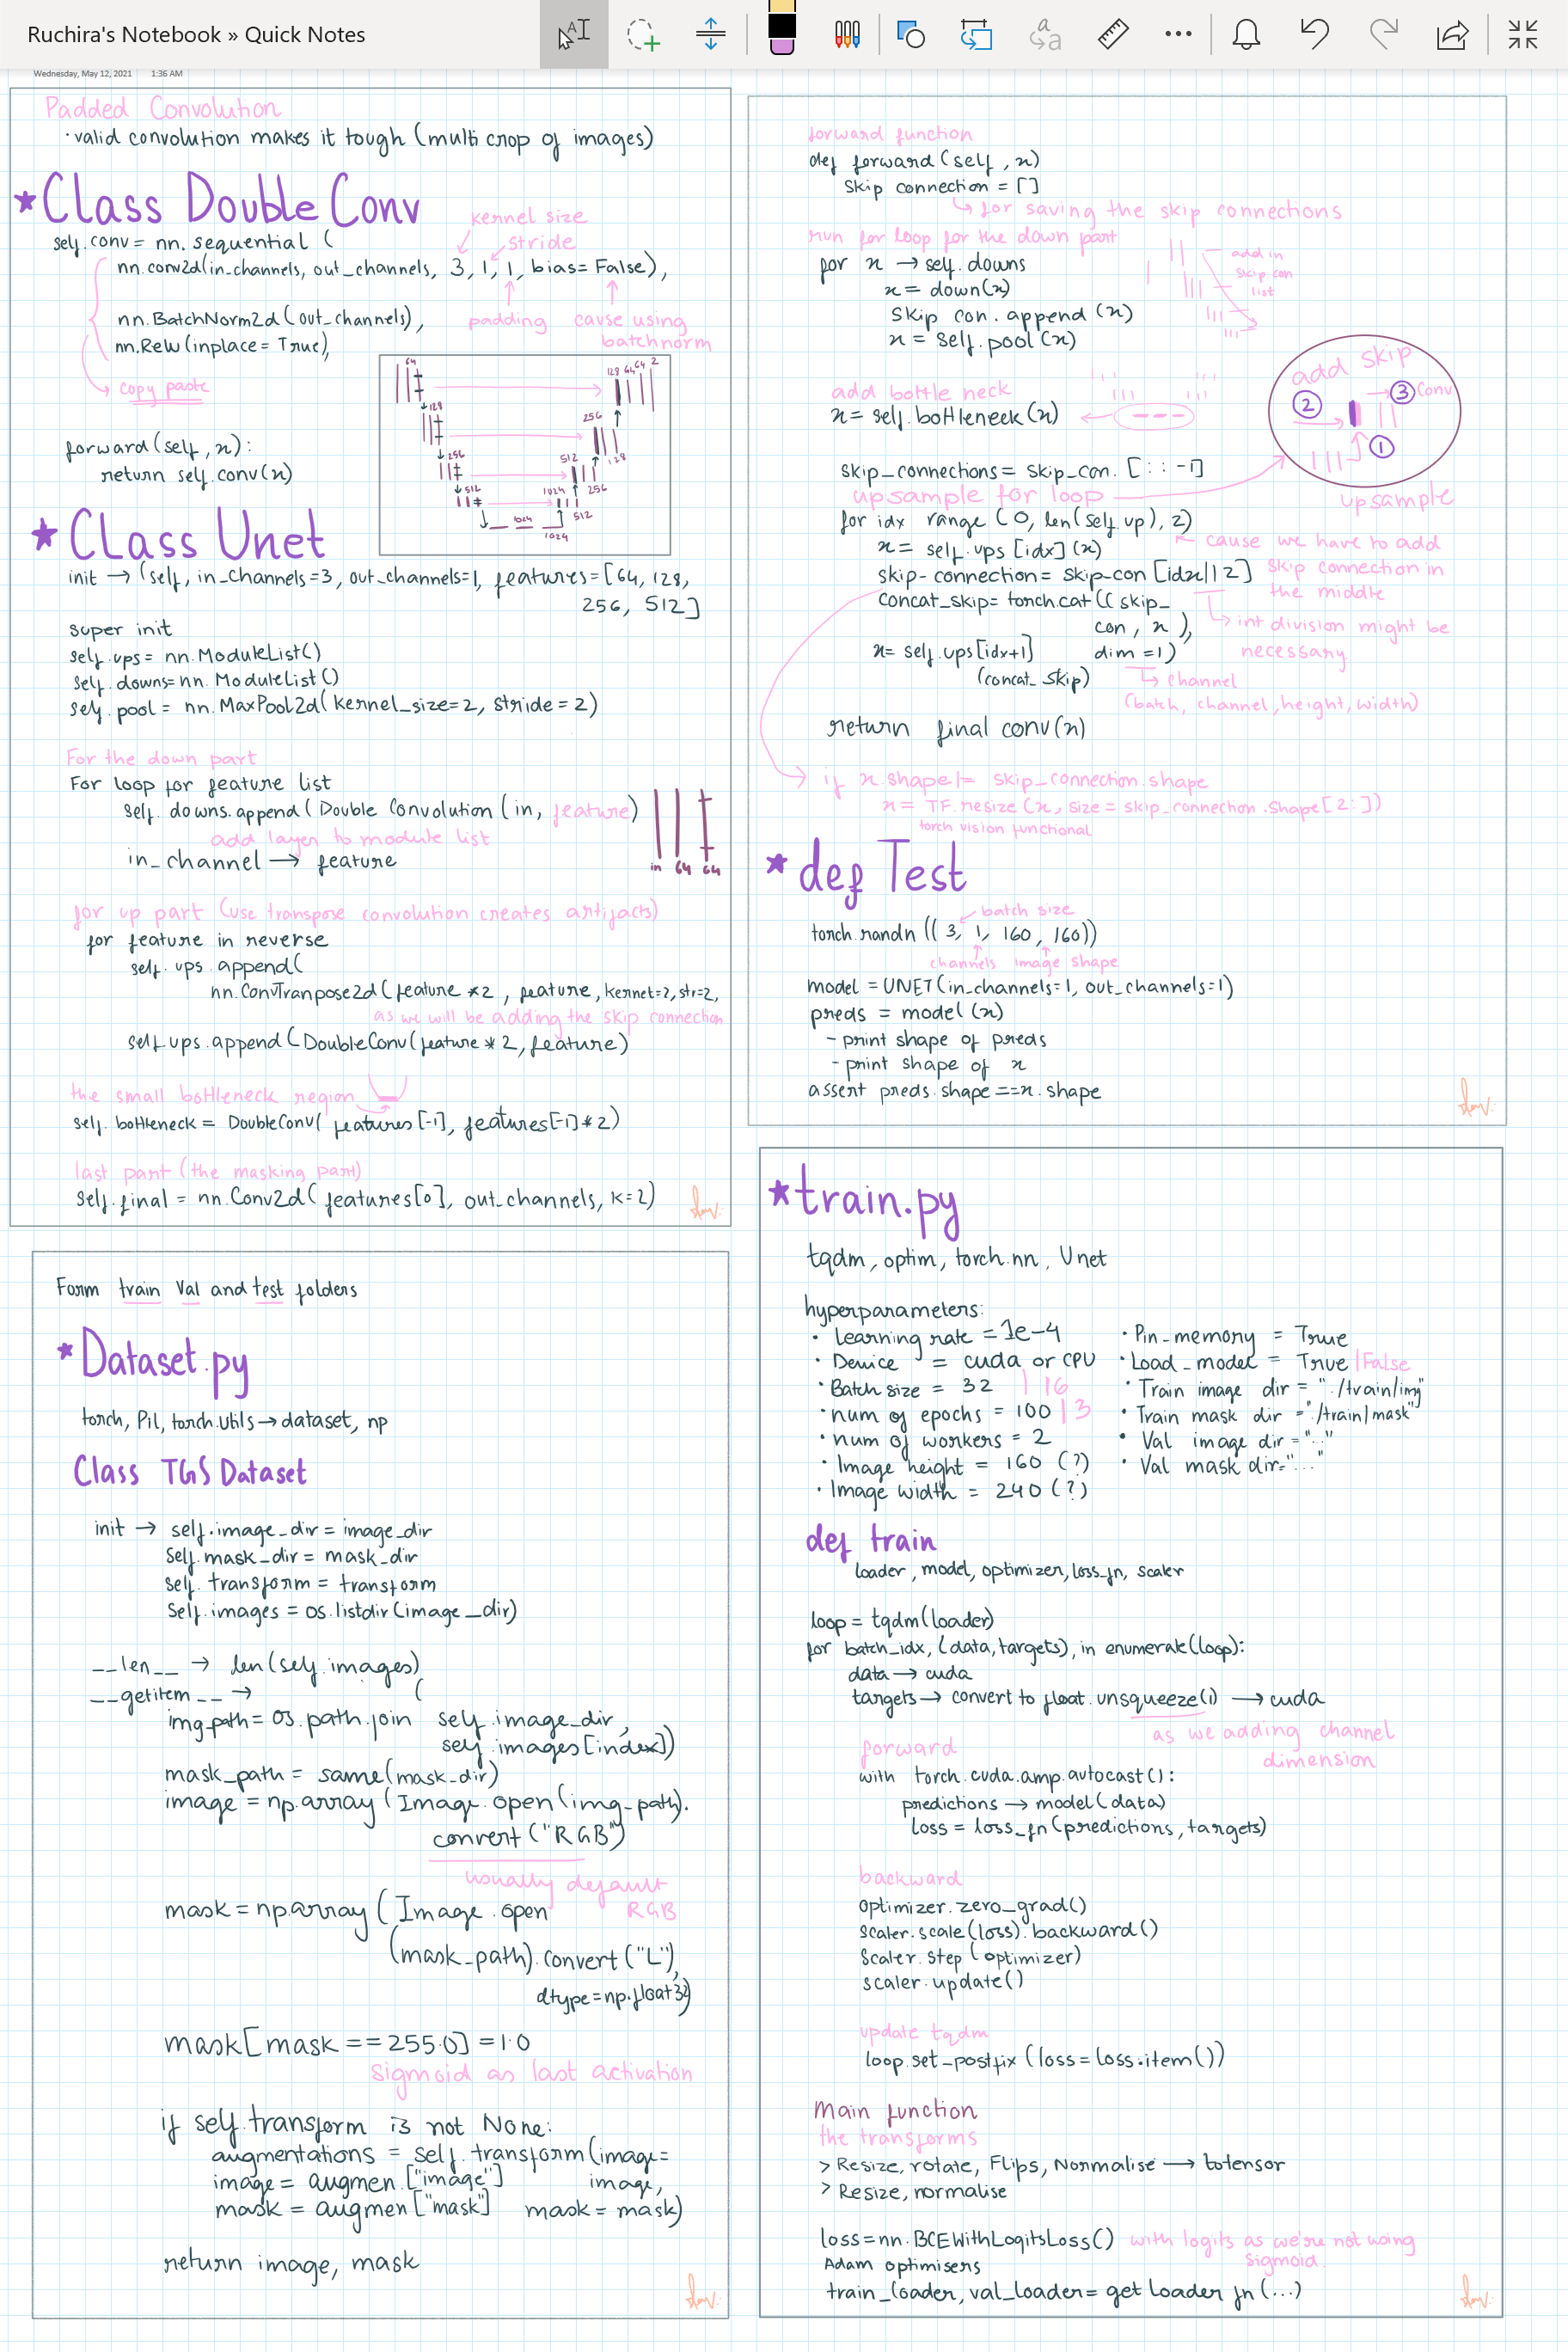 Ruchira's Notebook » Quick Notes
Wednesday, May 12, 2021 1:36 AM
Padded Convolution
· valid convolution makes it tough (multi crop of images)
* Class Double Conv
kernel size
stride
self.conv = nn. sequential (
nn.conv2d(in_channels, out_channels, 3, 1, 1, bias= False),
nn.BatchNorm2d (out_channels),
padding
cause using
batchnorm
nn.Relu (inplace = True),
copy paste
64
128 64 64 2
128
256
256
128
512
512
256
1024
512
1024
1024
forward (self, x):
return self.conv(x)
* CLass Unet
init → (self, in_channels=3, out_channels=1, features=[64, 128,
256, 512]
super init
self.ups= nn.ModuleList()
self.downs= nn. ModuleList()
self.pool = nn.MaxPool2d( kernel_size=2, stride = 2)
For the down part
For loop for feature list
self. downs.append( Double Convolution (in, feature)
add layer to module list
in_channel → feature
in 64 64
for up part (use transpose convolution creates artifacts)
for feature in reverse
self. ups. append(
nn.ConvTranpose2d (feature *2, feature, kernel=2, str=2,
as we will be adding the skip connection
self.ups.append (DoubleConv(feature * 2, feature)
the small bottleneck region
self. bottleneck = DoubleConv( features[-1], features[-1]*2)
last part (the masking part)
self.final = nn.Conv2d( features[0], out_channels, k=2)
forward function
def forward (self, x)
Skip connection = []
for saving the skip connections
run for loop for the down part
for x → self.downs
x = down(x)
Skip con. append (x)
x = self.pool (x)
add in
skip con
list
add bottle neck
x = self.bottleneck (x)
add skip
② → ③ Conv
①
upsample
skip_connections = skip_con. [: : -1]
upsample for loop
for idx range (0, len(self.up), 2)
x = self.ups [idx] (x)
cause we have to add
skip connection in
the middle
skip-connection= skip-con [idx||2]
concat_skip= torch.cat (( skip_
con, x ),
dim =1)
int division might be
necessary
x= self.ups[idx+1]
(concat_skip)
channel
(batch, channel, height, width)
return final conv(x)
if x.shape != skip_connection.shape
x = TF.resize (x, size = skip_connection.shape[2:])
torch vision functional
* def Test
batch size
torch.randn (( 3, 1, 160, 160))
channels image shape
model = UNET(in_channels=1, out_channels=1)
preds = model (x)
- print shape of preds
- print shape of x
assert preds.shape ==x.shape
Form train Val and test folders
* Dataset.py
torch, Pil, torch.utils → dataset, np
Class TGS Dataset
init → self.image_dir = image_dir
Self.mask_dir = mask_dir
self. transform = transform
Self.images = os.listdir(image_dir)
__len__ → len(self.images)
__getitem__ →
img_path = os.path.join (self.image_dir,
self.images[index])
mask_path = same(mask_dir)
image = np.array (Image.open (img-path).
convert ("RGB")
usually default
RGB
mask = np.array ( Image.open
(mask_path).convert ("L"),
dtype=np.float32)
mask[mask == 255.0] = 1.0
Sigmoid as last activation
if self.transform is not None:
augmentations = self.transform (image=
image,
image = augmen.["image"]
mask = augmen ["mask"] mask = mask)
return image, mask
* train.py
tqdm, optim, torch.nn, Unet
hyperparameters:
· Learning rate = 1e-4
· Device = cuda or CPU
· Batch size = 32 | 16
· num of epochs = 100 | 3
· num of workers = 2
· Image height = 160 (?)
· Image width = 240 (?)
· Pin_memory = True
· Load_model = True |False
· Train image dir = "./train/img"
· Train mask dir = "./train/mask"
· Val image dir = "..."
· Val mask dir= "..."
def train
loader, model, optimizer, loss_fn, scaler
loop = tqdm(loader)
for batch_idx, (data, targets), in enumerate(loop):
data → cuda
targets → convert to float.unsqueeze(1) → cuda
as we adding channel
dimension
forward
with torch.cuda.amp.autocast():
predictions → model (data)
loss = loss_fn (predictions, targets)
backward
optimizer.zero_grad()
scaler.scale(loss).backward()
Scaler.step (optimizer)
scaler.update()
update tqdm
loop.set_postfix (loss = loss.item())
Main function
the transforms
> Resize, rotate, Flips, Normalise → totensor
> Resize, normalise
loss=nn.BCEWithLogitsLoss() with logits as we're not using
sigmoid.
Adam optimisers
train_loader, val_loader= get loader fn (...)